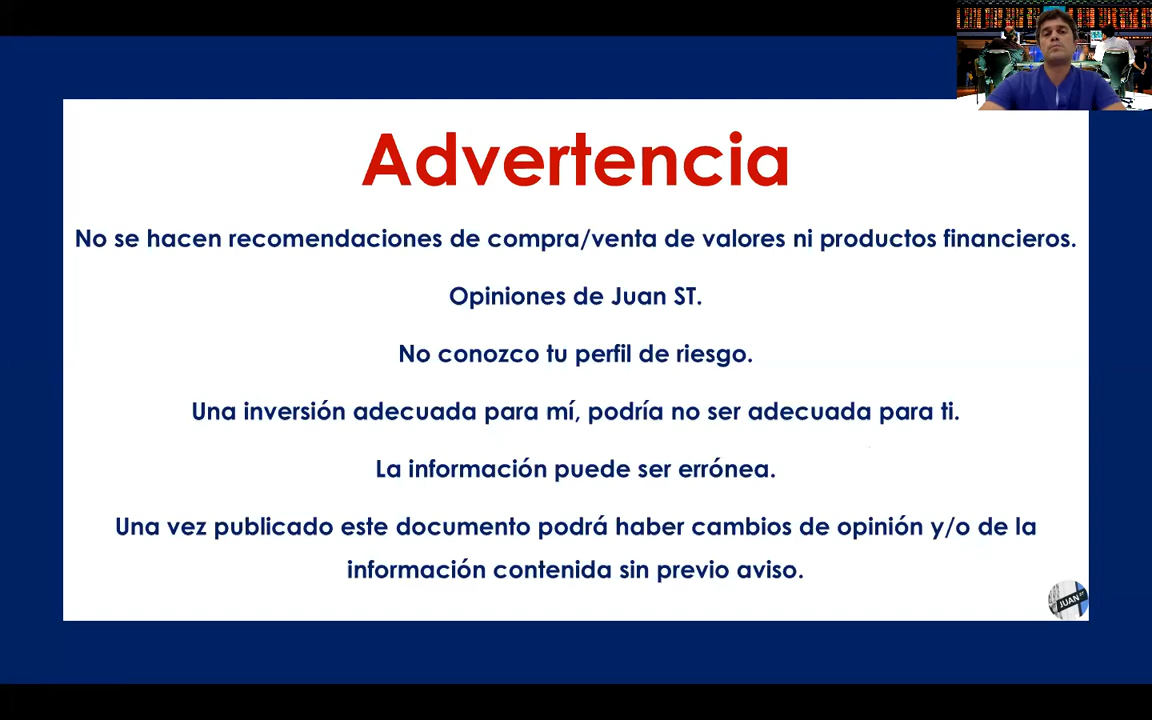 Advertencia
No se hacen recomendaciones de compra/venta de valores ni productos financieros.
Opiniones de Juan ST.
No conozco tu perfil de riesgo.
Una inversión adecuada para mí, podría no ser adecuada para ti.
La información puede ser errónea.
Una vez publicado este documento podrá haber cambios de opinión y/o de la
información contenida sin previo aviso.
JUAN ST